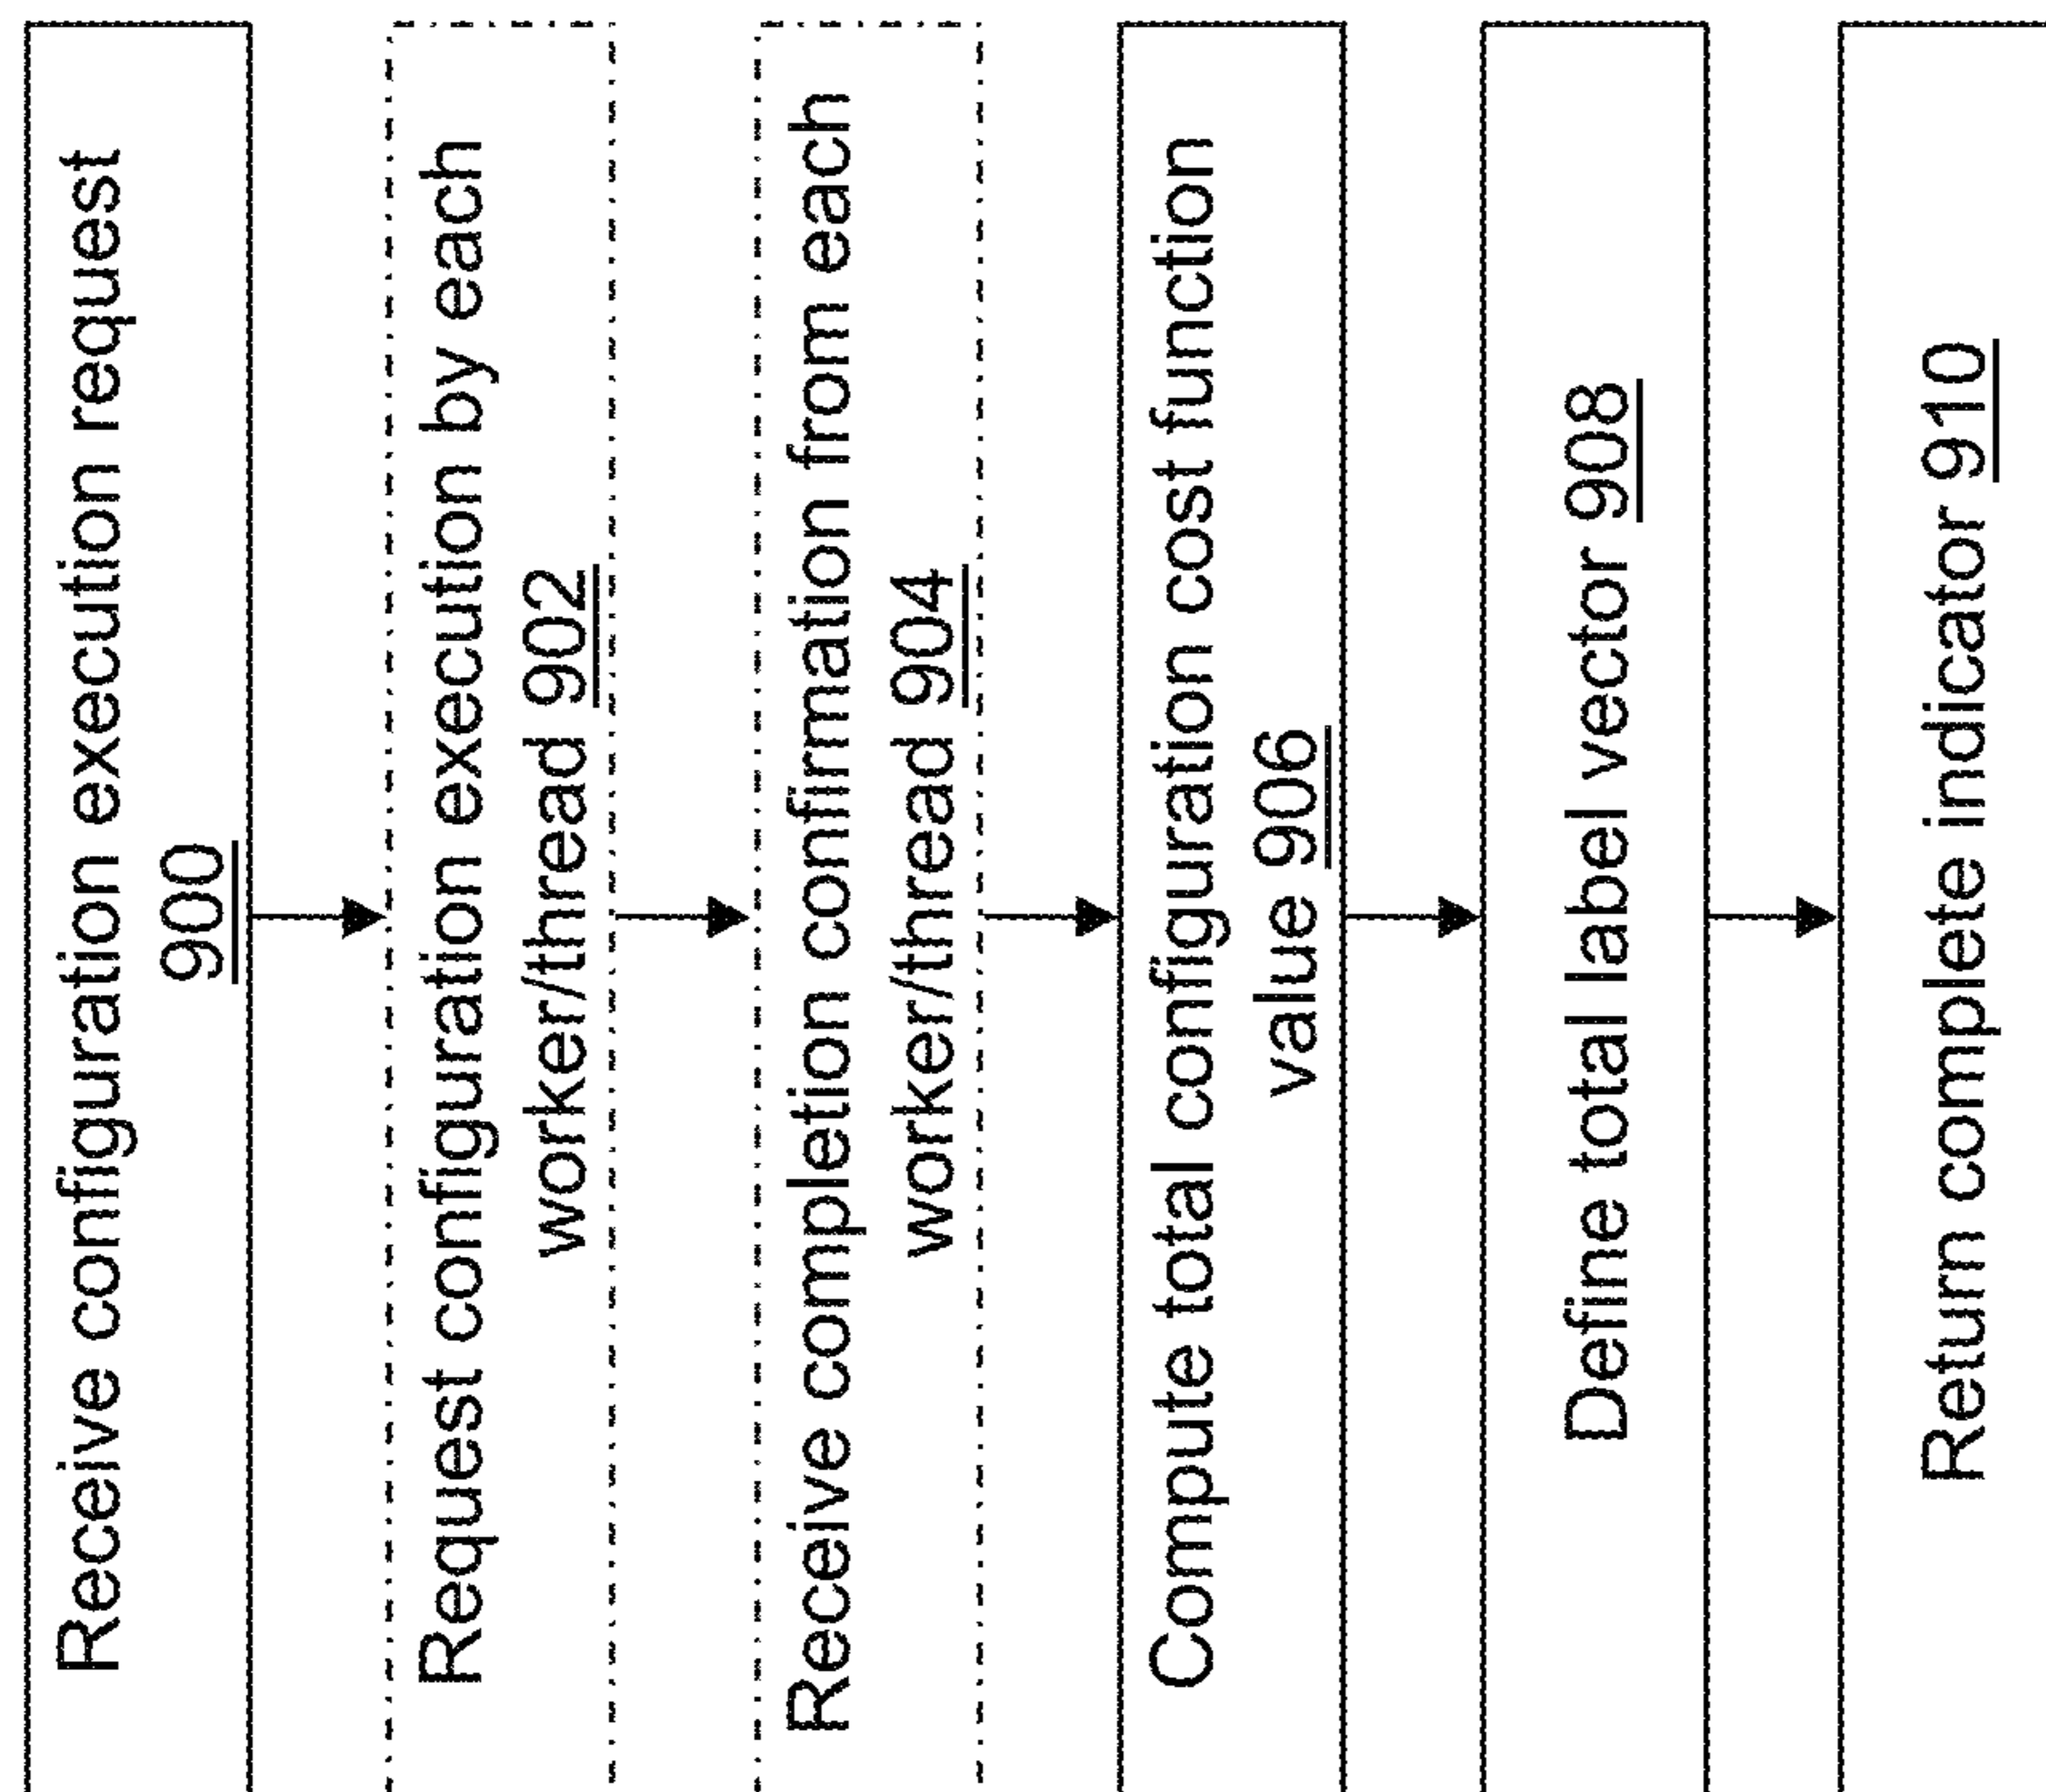 Receive configuration execution request
900
Request configuration execution by each
worker/thread 902
Receive completion confirmation from each
worker/thread 904
Compute total configuration cost function
value 906
Define total label vector 908
Return complete indicator 910